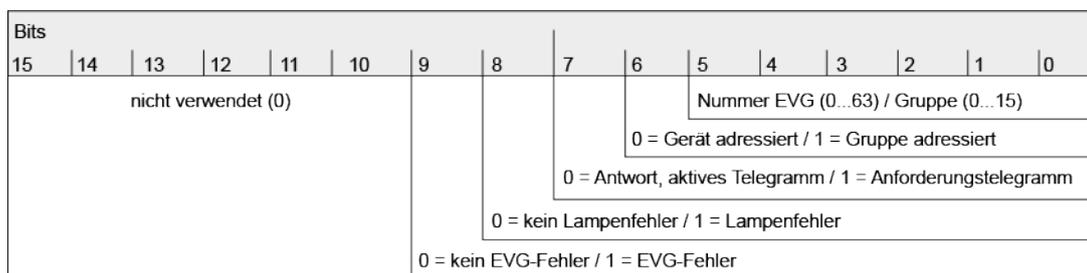 Bits
15 14 13 12 11 10 9 8 7 6 5 4 3 2 1 0
nicht verwendet (0) Nummer EVG (0...63) / Gruppe (0...15)
0 = Gerät adressiert / 1 = Gruppe adressiert
0 = Antwort, aktives Telegramm / 1 = Anforderungstelegramm
0 = kein Lampenfehler / 1 = Lampenfehler
0 = kein EVG-Fehler / 1 = EVG-Fehler